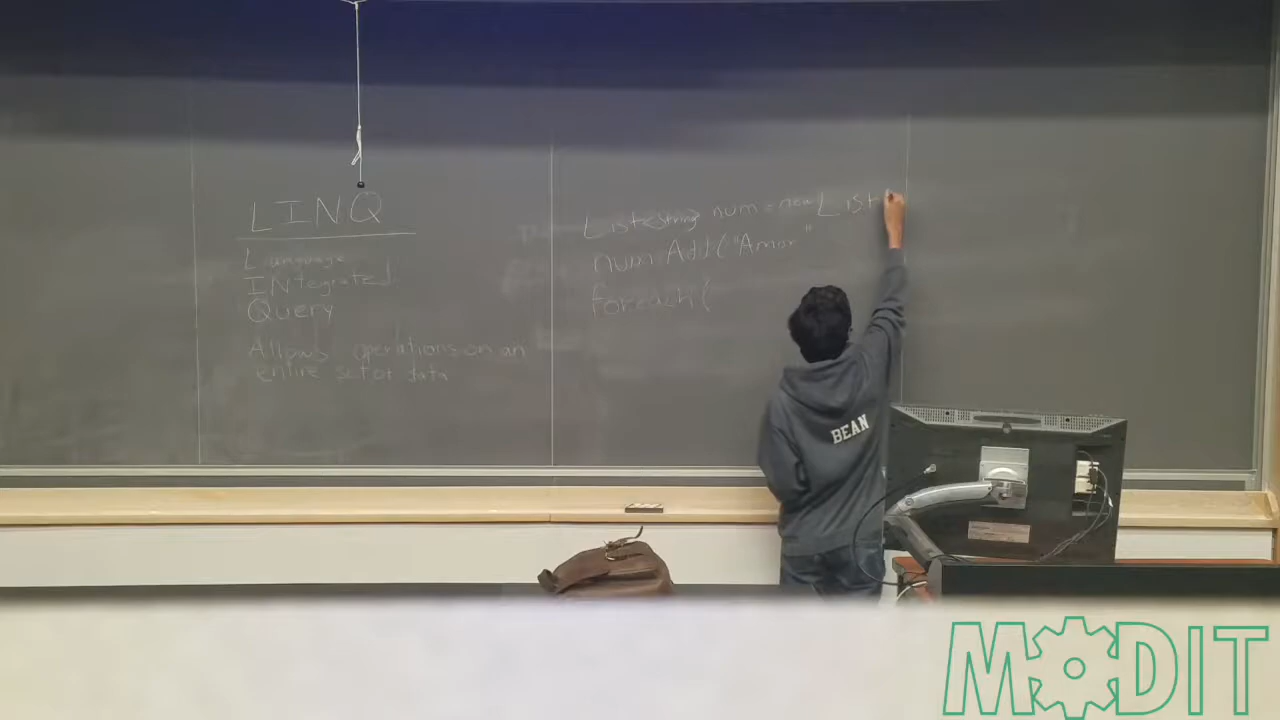 LINQ
Language
INtegrated
Query
Allows operations on an
entire set of data
List<string> num = new List
num.Add("Amar"
foreach(
BEAN
MODIT